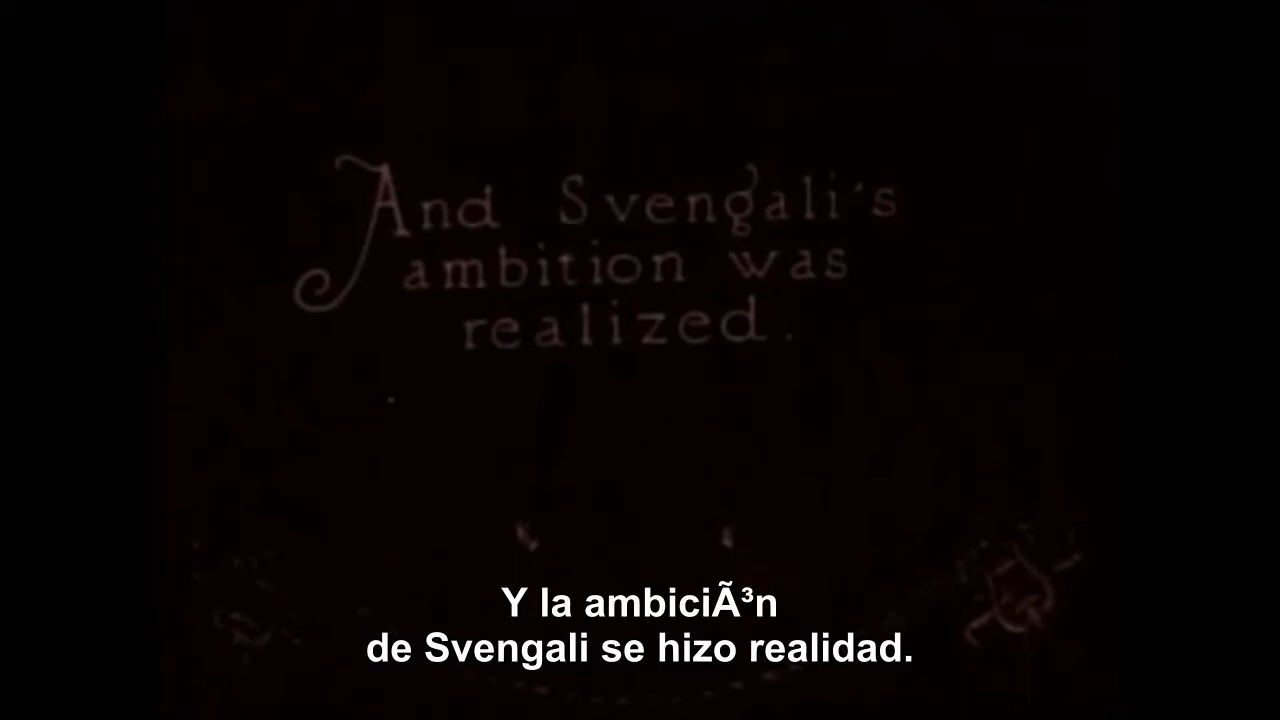 And Svengali's
ambition was
realized.
Y la ambiciÃ³n
de Svengali se hizo realidad.